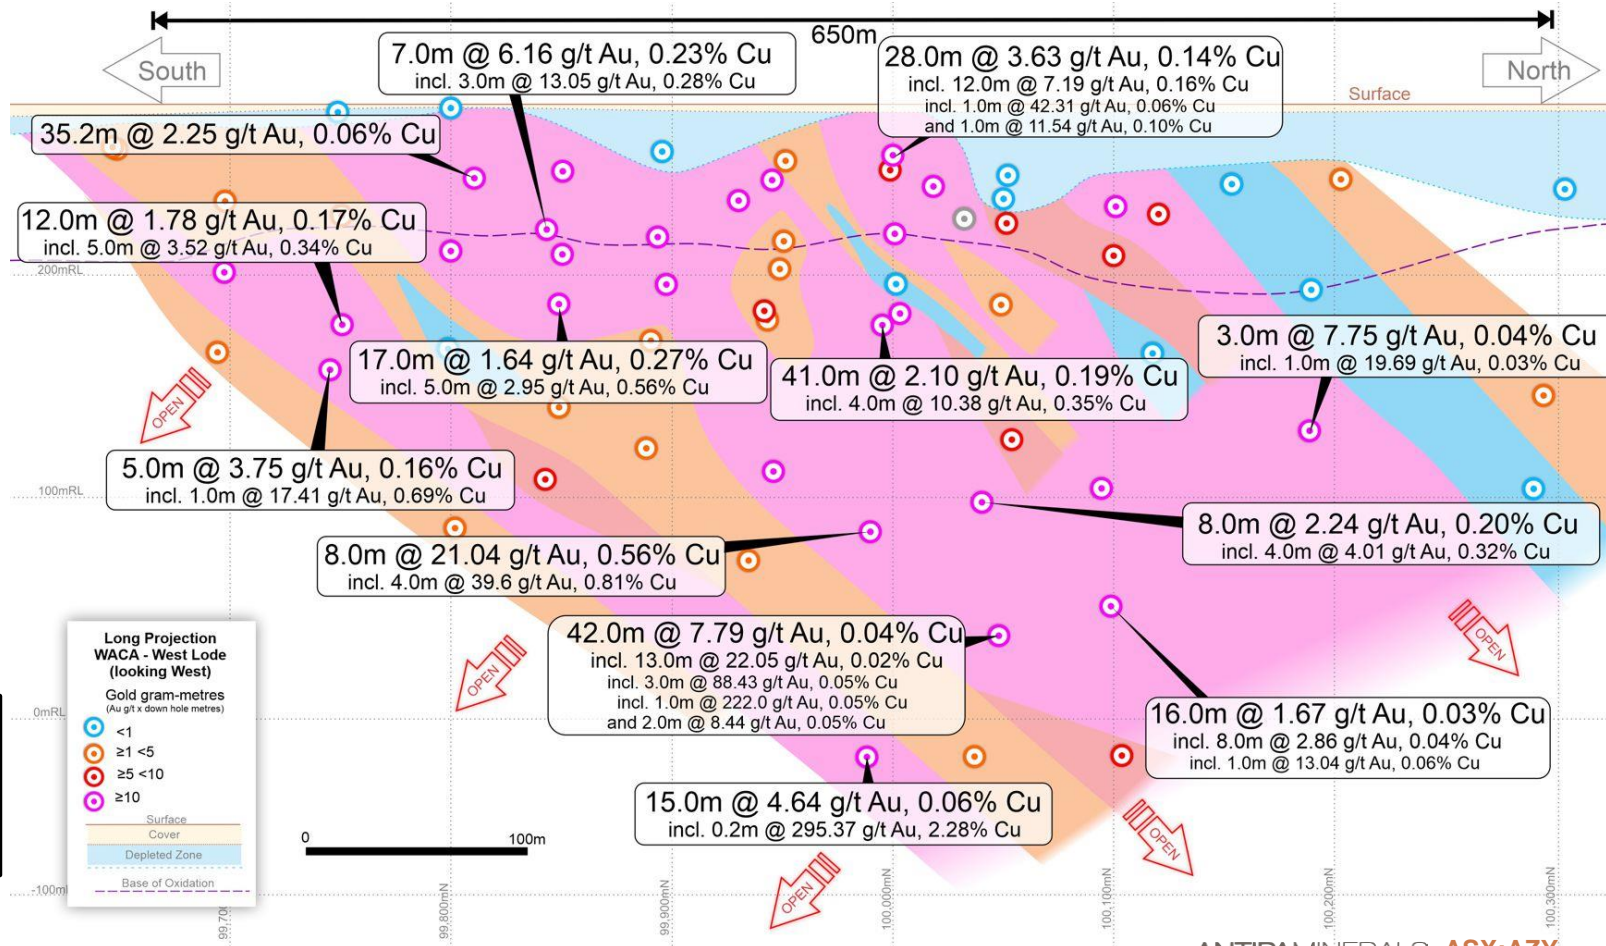 650m
South
North
Surface
7.0m @ 6.16 g/t Au, 0.23% Cu
incl. 3.0m @ 13.05 g/t Au, 0.28% Cu
28.0m @ 3.63 g/t Au, 0.14% Cu
incl. 12.0m @ 7.19 g/t Au, 0.16% Cu
incl. 1.0m @ 42.31 g/t Au, 0.06% Cu
and 1.0m @ 11.54 g/t Au, 0.10% Cu
35.2m @ 2.25 g/t Au, 0.06% Cu
12.0m @ 1.78 g/t Au, 0.17% Cu
incl. 5.0m @ 3.52 g/t Au, 0.34% Cu
200mRL
17.0m @ 1.64 g/t Au, 0.27% Cu
incl. 5.0m @ 2.95 g/t Au, 0.56% Cu
41.0m @ 2.10 g/t Au, 0.19% Cu
incl. 4.0m @ 10.38 g/t Au, 0.35% Cu
3.0m @ 7.75 g/t Au, 0.04% Cu
incl. 1.0m @ 19.69 g/t Au, 0.03% Cu
OPEN
5.0m @ 3.75 g/t Au, 0.16% Cu
incl. 1.0m @ 17.41 g/t Au, 0.69% Cu
100mRL
8.0m @ 21.04 g/t Au, 0.56% Cu
incl. 4.0m @ 39.6 g/t Au, 0.81% Cu
8.0m @ 2.24 g/t Au, 0.20% Cu
incl. 4.0m @ 4.01 g/t Au, 0.32% Cu
42.0m @ 7.79 g/t Au, 0.04% Cu
incl. 13.0m @ 22.05 g/t Au, 0.02% Cu
incl. 3.0m @ 88.43 g/t Au, 0.05% Cu
incl. 1.0m @ 222.0 g/t Au, 0.05% Cu
and 2.0m @ 8.44 g/t Au, 0.05% Cu
OPEN
OPEN
0mRL
16.0m @ 1.67 g/t Au, 0.03% Cu
incl. 8.0m @ 2.86 g/t Au, 0.04% Cu
incl. 1.0m @ 13.04 g/t Au, 0.06% Cu
15.0m @ 4.64 g/t Au, 0.06% Cu
incl. 0.2m @ 295.37 g/t Au, 2.28% Cu
OPEN
OPEN
Long Projection
WACA - West Lode
(looking West)
Gold gram-metres
(Au g/t x down hole metres)
<1
≥1 <5
≥5 <10
≥10
Surface
Cover
Depleted Zone
Base of Oxidation
0 100m
99,800mN
99,900mN
100,000mN
100,100mN
100,200mN
100,300mN